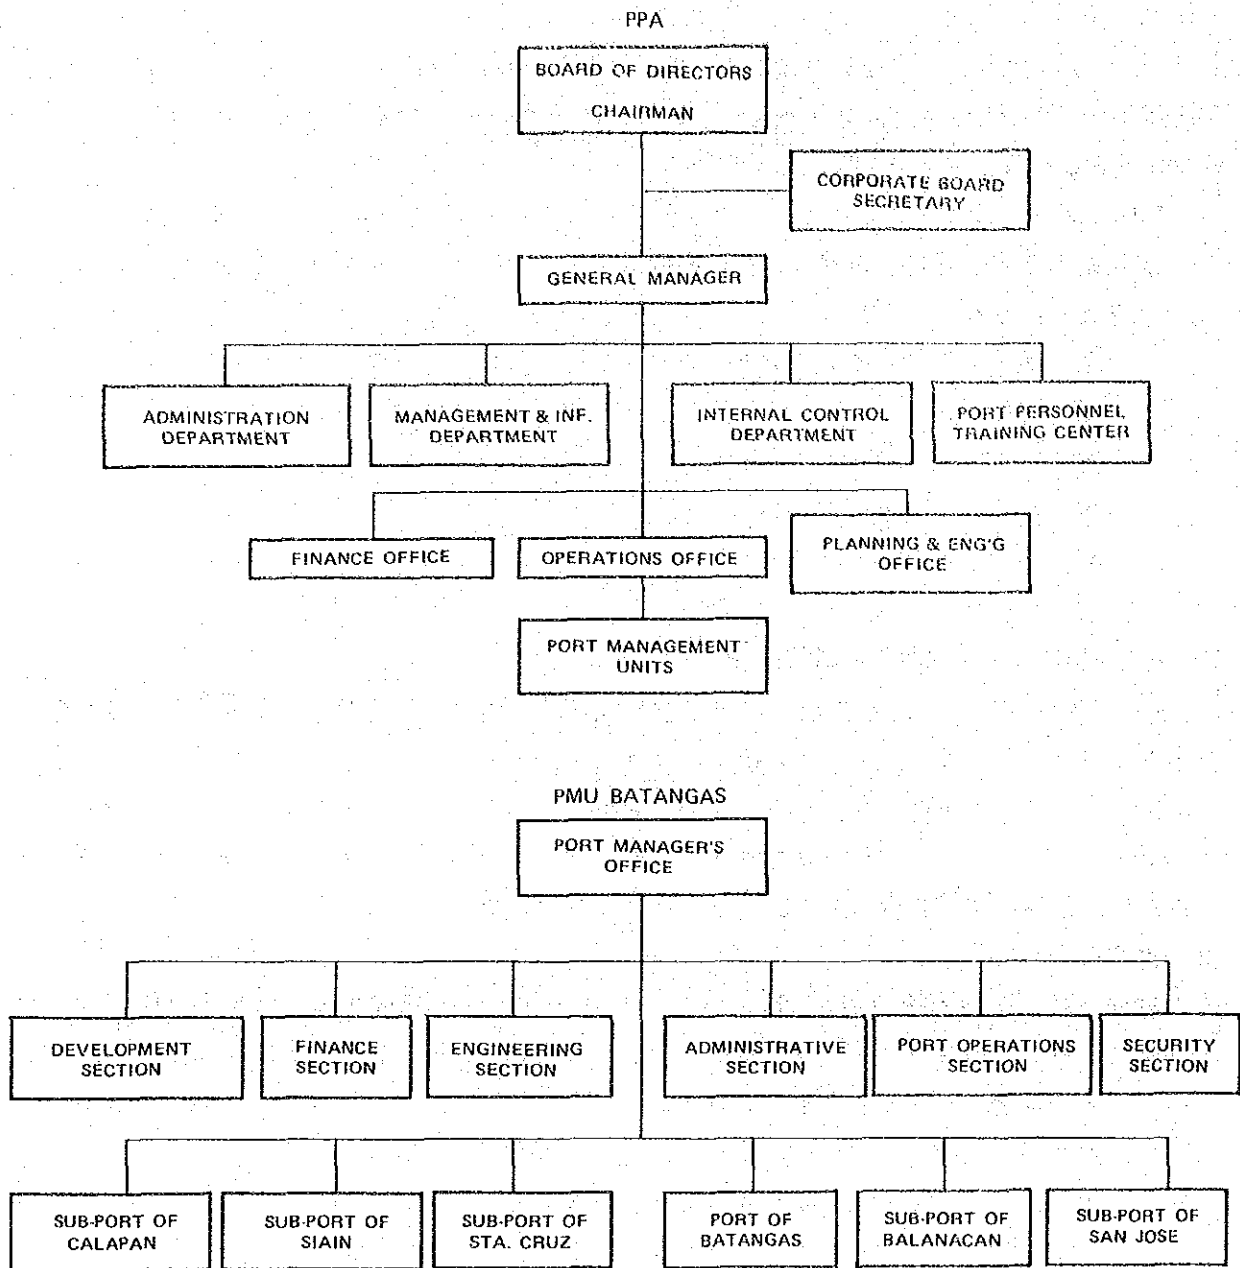 PPA
BOARD OF DIRECTORS
CHAIRMAN
CORPORATE BOARD
SECRETARY
GENERAL MANAGER
ADMINISTRATION
DEPARTMENT
MANAGEMENT & INF.
DEPARTMENT
INTERNAL CONTROL
DEPARTMENT
PORT PERSONNEL
TRAINING CENTER
FINANCE OFFICE
OPERATIONS OFFICE
PLANNING & ENG'G
OFFICE
PORT MANAGEMENT
UNITS
PMU BATANGAS
PORT MANAGER'S
OFFICE
DEVELOPMENT
SECTION
FINANCE
SECTION
ENGINEERING
SECTION
ADMINISTRATIVE
SECTION
PORT OPERATIONS
SECTION
SECURITY
SECTION
SUB-PORT OF
CALAPAN
SUB-PORT OF
SIAIN
SUB-PORT OF
STA. CRUZ
PORT OF
BATANGAS
SUB-PORT OF
BALANACAN
SUB-PORT OF
SAN JOSE